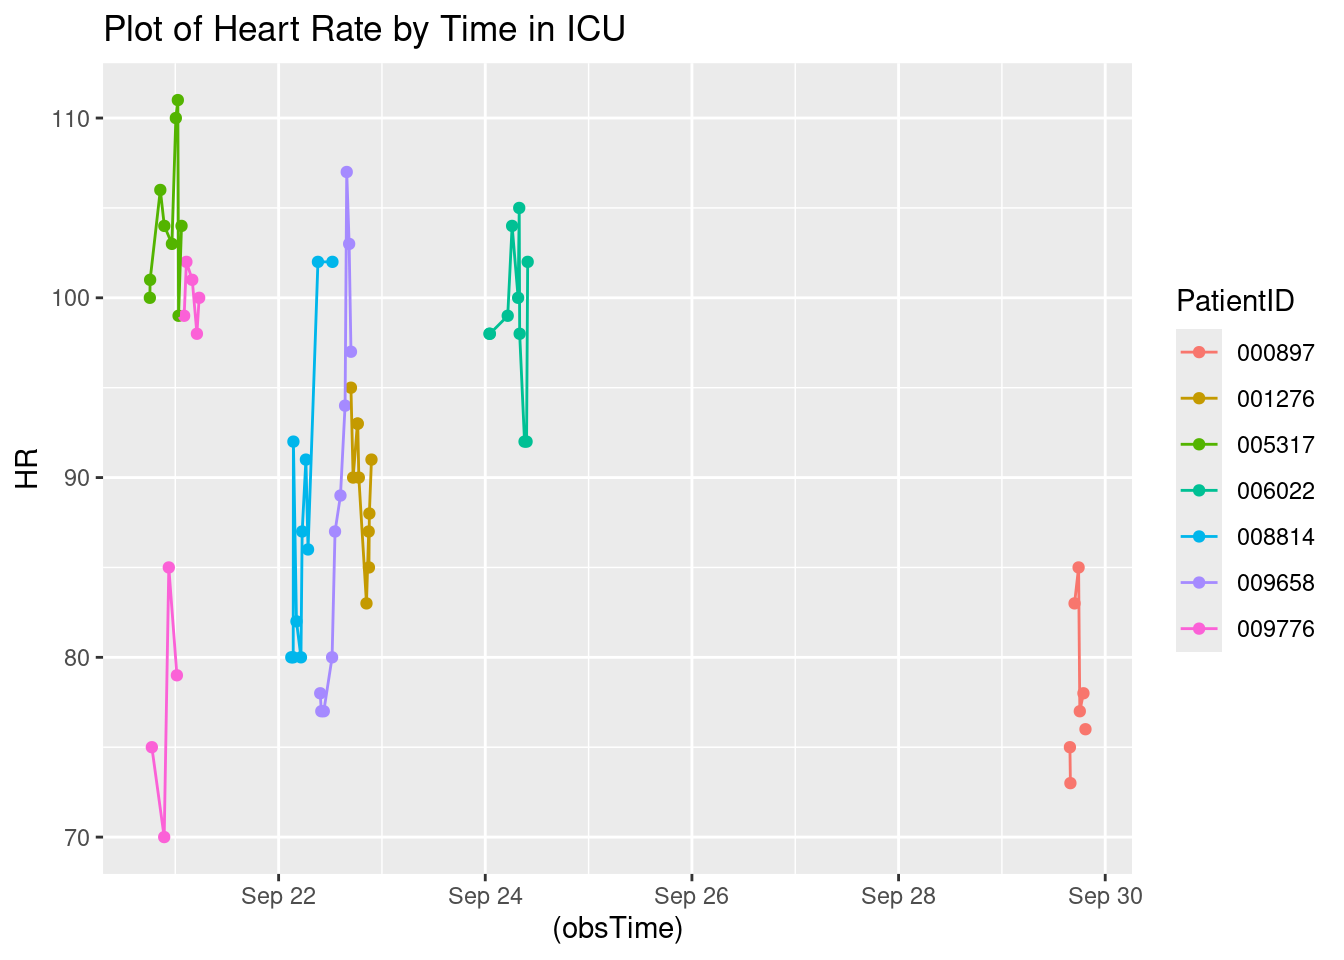 Plot of Heart Rate by Time in ICU
HR
110
100
90
80
70
Sep 22
Sep 24
Sep 26
Sep 28
Sep 30
(obsTime)
PatientID
000897
001276
005317
006022
008814
009658
009776